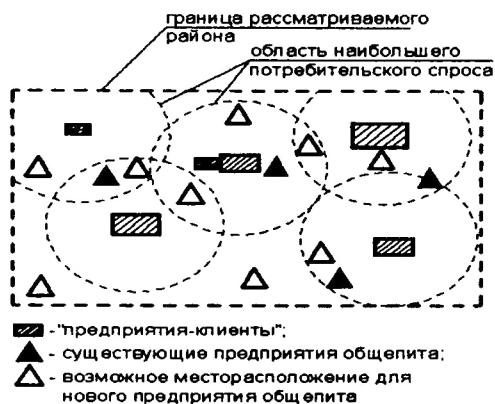 граница рассматриваемого
района
область наибольшего
потребительского спроса
- "предприятия-клиенты";
- существующие предприятия общепита;
- возможное месторасположение для
нового предприятия общепита